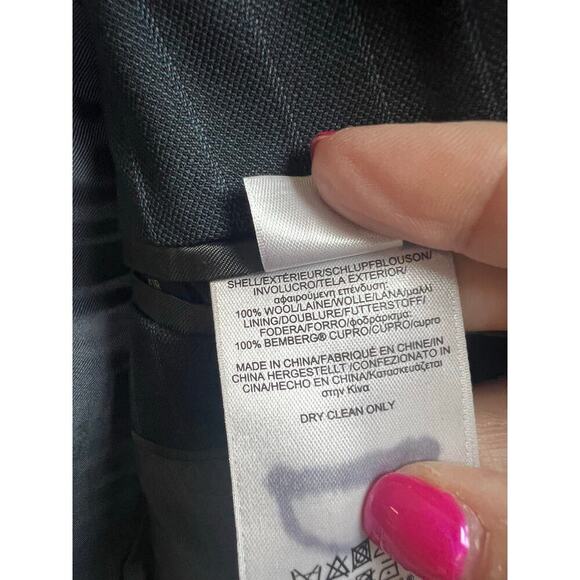 SHELL/EXTÉRIEUR/SCHLUPFBLOUSON/
INVOLUCRO/TELA EXTERIOR/
αφαιρούμενη επένδυση:
100% WOOL/LAINE/WOLLE/LANA/μαλλί
LINING/DOUBLURE/FUTTERSTOFF/
FODERA/FORRO/φοδράρισμα:
100% BEMBERG® CUPRO/CUPRO/cupro
MADE IN CHINA/FABRIQUÉ EN CHINE/IN
CHINA HERGESTELLT/CONFEZIONATO IN
CINA/HECHO EN CHINA/Κατασκευάζεται
στην Κίνα
DRY CLEAN ONLY